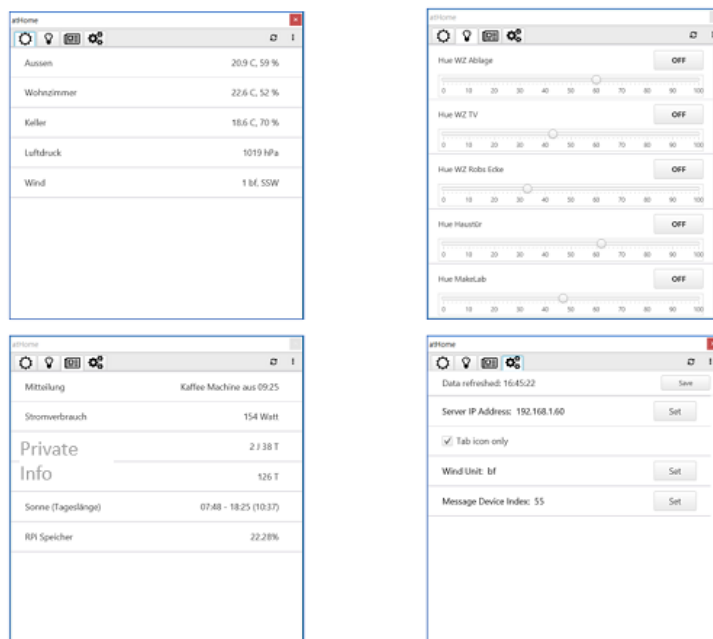 atHome
Aussen 20.9 C, 59 %
Wohnzimmer 22.6 C, 52 %
Keller 18.6 C, 70 %
Luftdruck 1019 hPa
Wind 1 bf, SSW
atHome
Hue WZ Ablage OFF
0 10 20 30 40 50 60 70 80 90 100
Hue WZ TV OFF
0 10 20 30 40 50 60 70 80 90 100
Hue WZ Robs Ecke OFF
0 10 20 30 40 50 60 70 80 90 100
Hue Haustür OFF
0 10 20 30 40 50 60 70 80 90 100
Hue MakeLab OFF
0 10 20 30 40 50 60 70 80 90 100
atHome
Mitteilung Kaffee Machine aus 09:25
Stromverbrauch 154 Watt
Private 2 J 38 T
Info 126 T
Sonne (Tageslänge) 07:48 - 18:25 (10:37)
RPi Speicher 22.28%
atHome
Data refreshed: 16:45:22 Save
Server IP Address: 192.168.1.60 Set
Tab icon only
Wind Unit: bf Set
Message Device Index: 55 Set